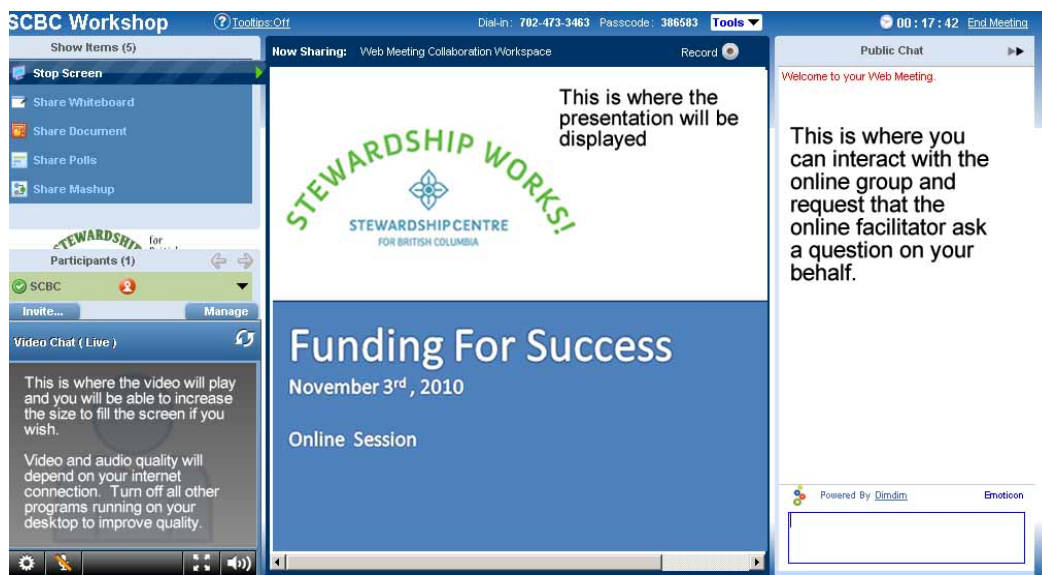 SCBC Workshop
Tooltips:Off
Dial-in: 702-473-3463 Passcode: 386583 Tools
00 : 17 : 42 End Meeting
Show Items (5)
Stop Screen
Share Whiteboard
Share Document
Share Polls
Share Mashup
STEWARDSHIP for
Participants (1)
SCBC
Invite...
Manage
Video Chat ( Live )
This is where the video will play
and you will be able to increase
the size to fill the screen if you
wish.
Video and audio quality will
depend on your internet
connection. Turn off all other
programs running on your
desktop to improve quality.
Now Sharing: Web Meeting Collaboration Workspace
Record
This is where the
presentation will be
displayed
STEWARDSHIP WORKS!
STEWARDSHIPCENTRE
FOR BRITISH COLUMBIA
Funding For Success
November 3rd , 2010
Online Session
Public Chat
Welcome to your Web Meeting.
This is where you
can interact with the
online group and
request that the
online facilitator ask
a question on your
behalf.
Powered By Dimdim
Emoticon